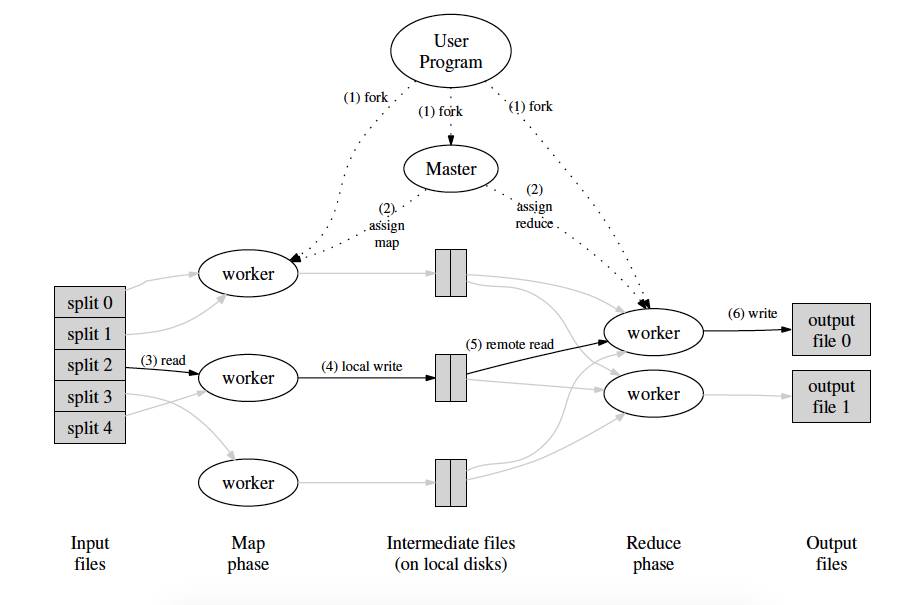 User
Program
(1) fork
(1) fork
(1) fork
Master
(2)
assign
map
(2)
assign
reduce
worker
split 0
split 1
split 2
split 3
split 4
(3) read
worker
(4) local write
worker
(5) remote read
worker
(6) write
output
file 0
worker
output
file 1
Input
files
Map
phase
Intermediate files
(on local disks)
Reduce
phase
Output
files